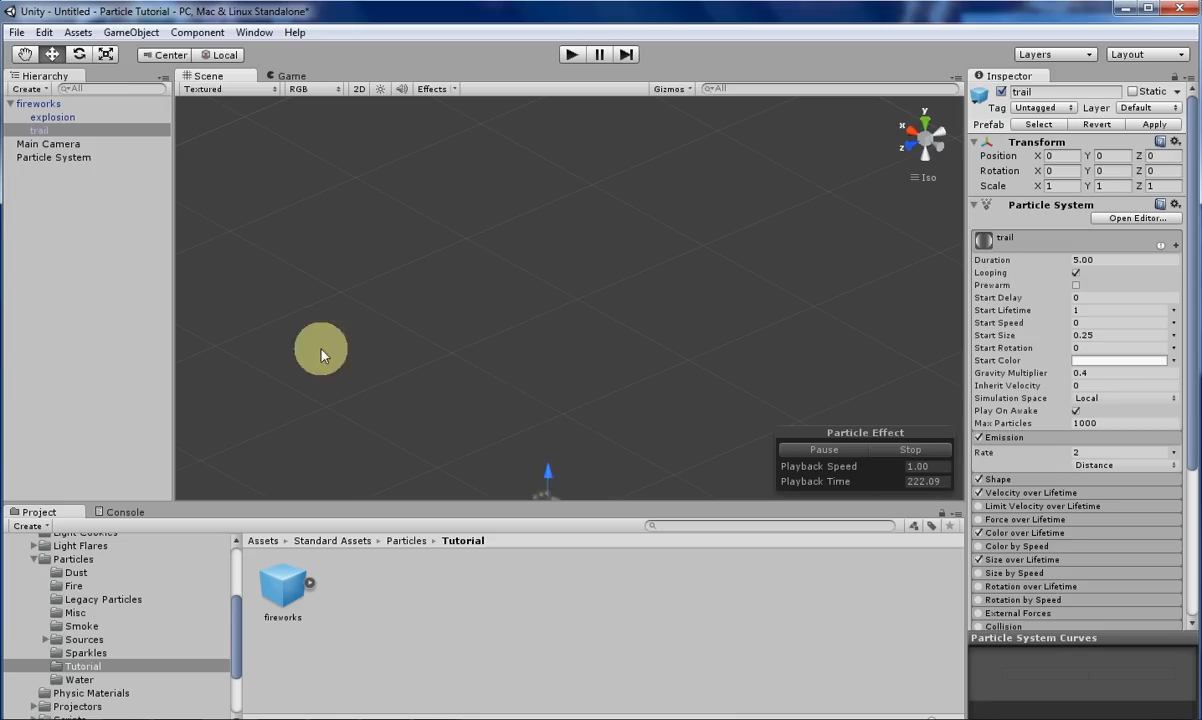 Unity - Untitled - Particle Tutorial - PC, Mac & Linux Standalone*
File Edit Assets GameObject Component Window Help
Center Local Layers Layout
Hierarchy Scene Game Inspector
Create All Textured RGB 2D Effects Gizmos All trail Static
fireworks
explosion
trail
Main Camera
Particle System
y
x
z
Iso
Tag Untagged Layer Default
Prefab Select Revert Apply
Transform
Position X 0 Y 0 Z 0
Rotation X 0 Y 0 Z 0
Scale X 1 Y 1 Z 1
Particle System
Open Editor...
trail
Duration 5.00
Looping
Prewarm
Start Delay 0
Start Lifetime 1
Start Speed 0
Start Size 0.25
Start Rotation 0
Start Color
Gravity Multiplier 0.4
Inherit Velocity 0
Simulation Space Local
Play On Awake
Max Particles 1000
Emission
Rate 2
Distance
Shape
Velocity over Lifetime
Limit Velocity over Lifetime
Force over Lifetime
Color over Lifetime
Color by Speed
Size over Lifetime
Size by Speed
Rotation over Lifetime
Rotation by Speed
External Forces
Collision
Particle System Curves
Particle Effect
Pause Stop
Playback Speed 1.00
Playback Time 222.09
Project Console
Create
Assets Standard Assets Particles Tutorial
Light Cookies
Light Flares
Particles
Dust
Fire
Legacy Particles
Misc
Smoke
Sources
Sparkles
Tutorial
Water
Physic Materials
Projectors
fireworks